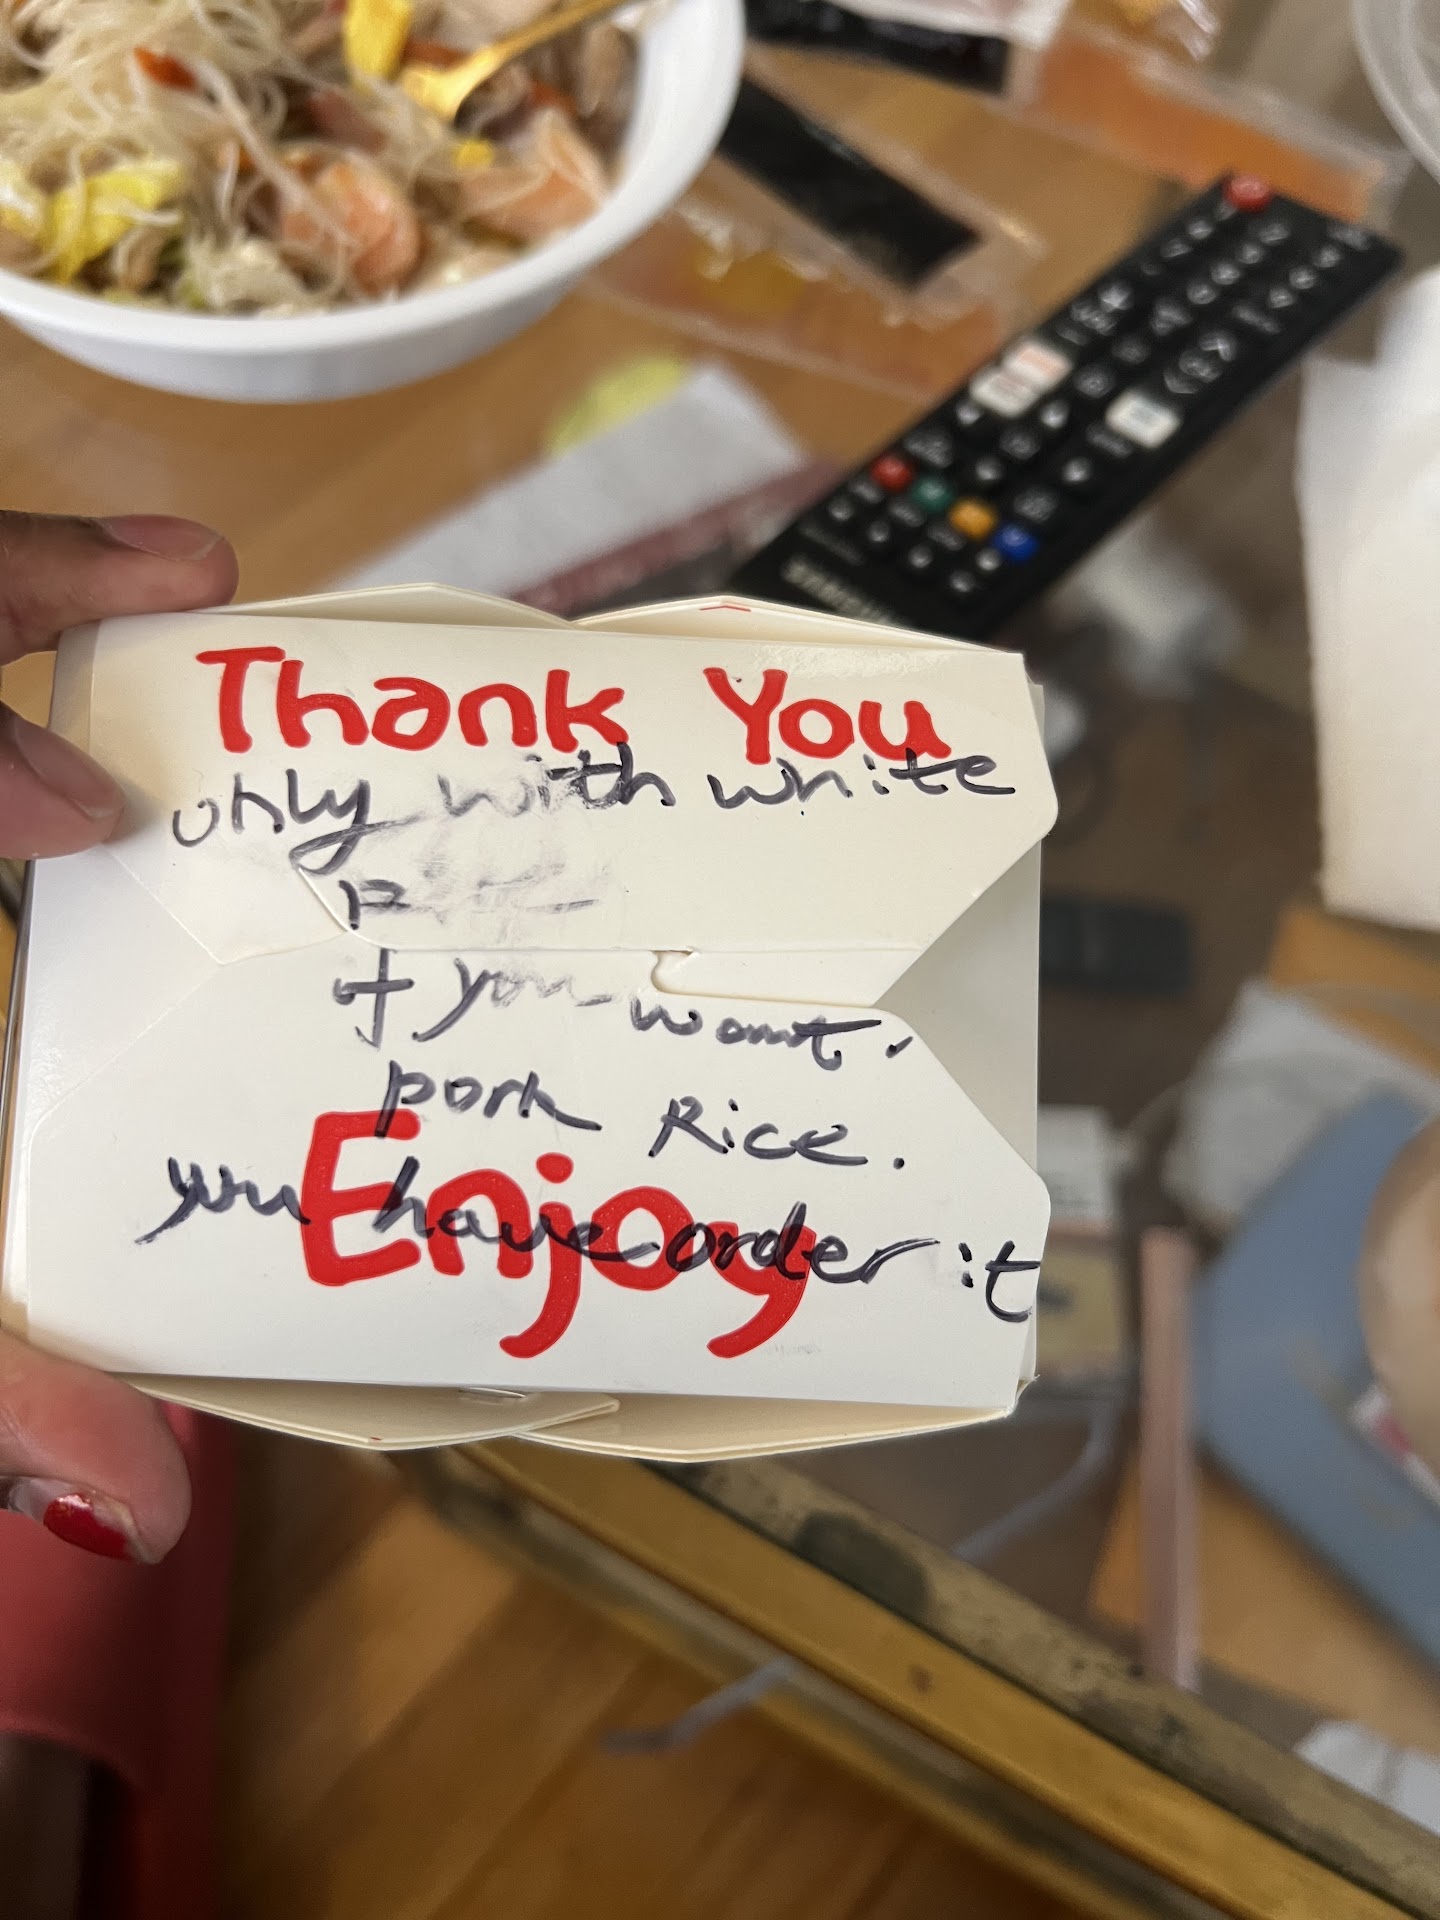 Thank You
only with white
R
if you want.
pork Rice.
Enjoy
you have order it